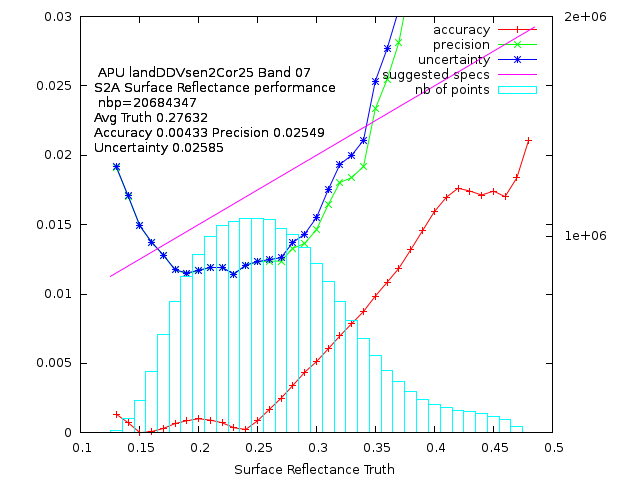 0.03
0.025
0.02
0.015
0.01
0.005
0
2e+06
1e+06
0
accuracy
precision
uncertainty
suggested specs
nb of points
APU landDDVsen2Cor25 Band 07
S2A Surface Reflectance performance
nbp=20684347
Avg Truth 0.27632
Accuracy 0.00433 Precision 0.02549
Uncertainty 0.02585
0.1 0.15 0.2 0.25 0.3 0.35 0.4 0.45 0.5
Surface Reflectance Truth